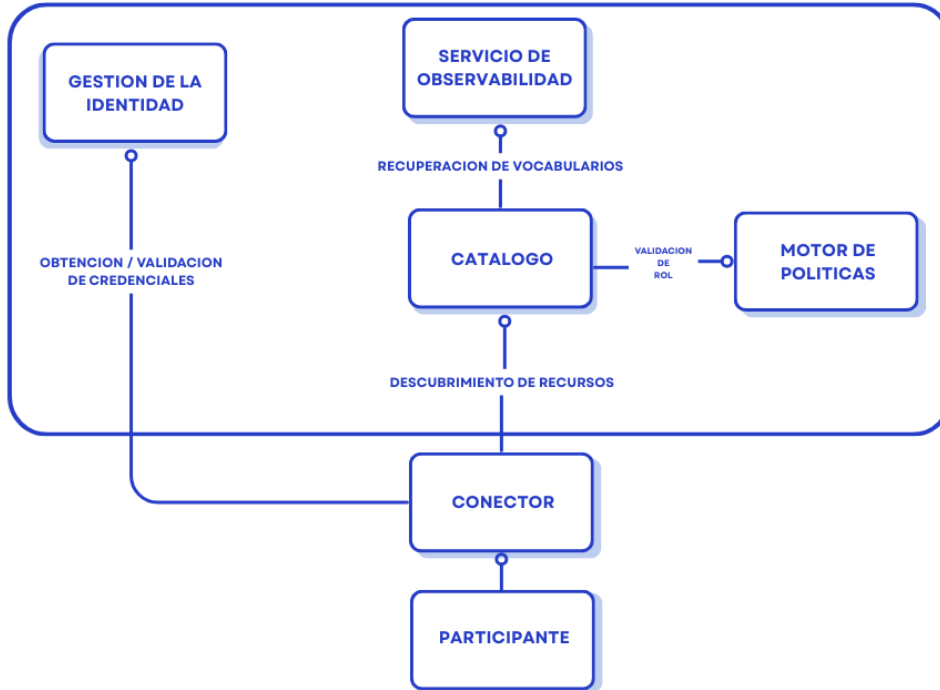 GESTION DE LA
IDENTIDAD
SERVICIO DE
OBSERVABILIDAD
RECUPERACION DE VOCABULARIOS
OBTENCION / VALIDACION
DE CREDENCIALES
CATALOGO
VALIDACION
DE
ROL
MOTOR DE
POLITICAS
DESCUBRIMIENTO DE RECURSOS
CONECTOR
PARTICIPANTE